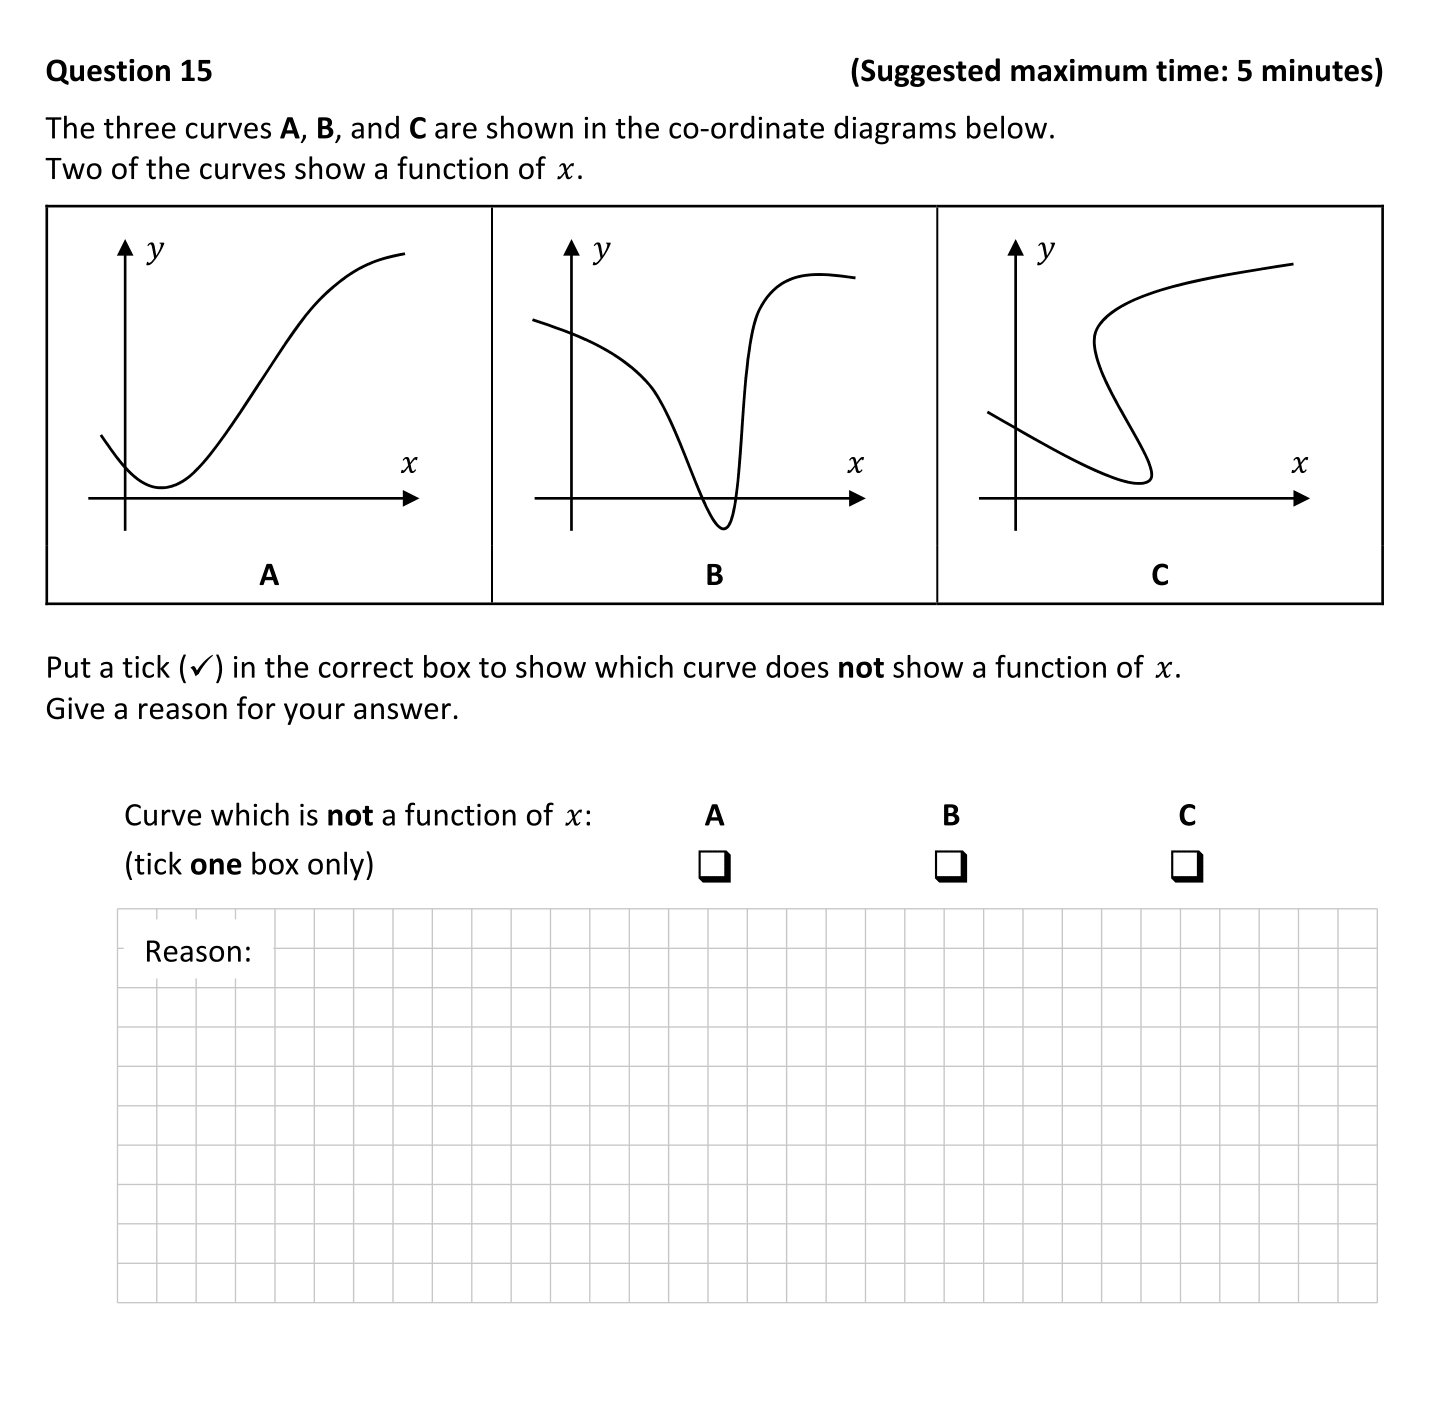 Question 15 (Suggested maximum time: 5 minutes)
The three curves A, B, and C are shown in the co-ordinate diagrams below.
Two of the curves show a function of x.
y y y
x x x
A B C
Put a tick (✓) in the correct box to show which curve does not show a function of x.
Give a reason for your answer.
Curve which is not a function of x: A B C
(tick one box only)
Reason: